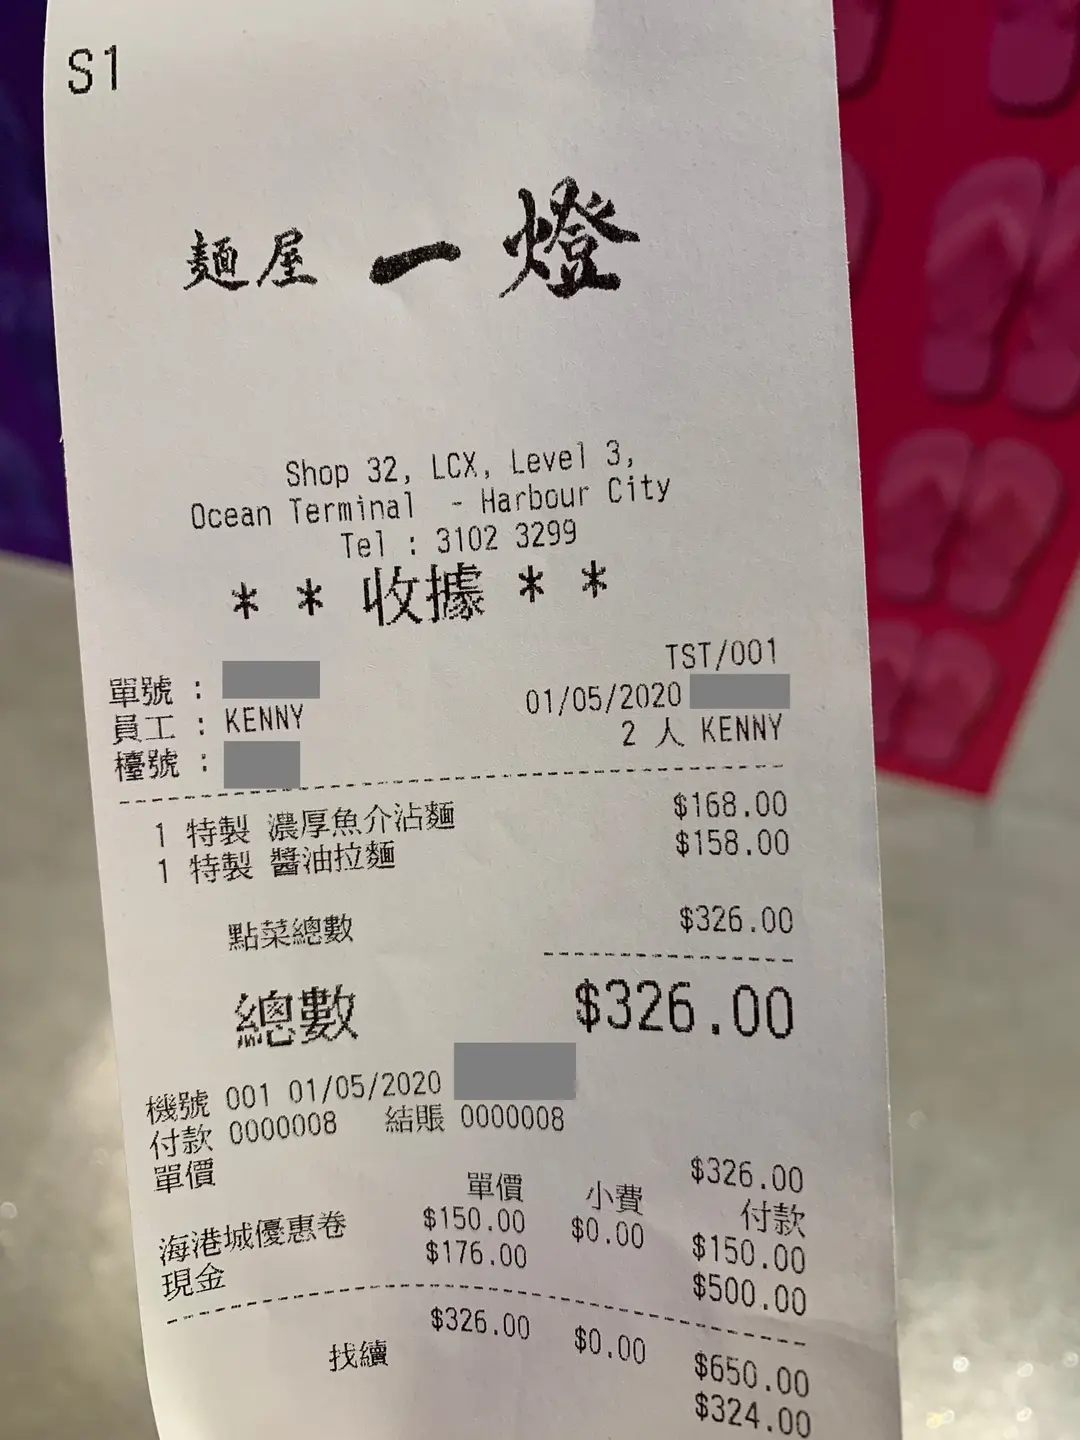 S1
麵屋 一燈
Shop 32, LCX, Level 3,
Ocean Terminal - Harbour City
Tel : 3102 3299
* * 收據 * *
TST/001
單號 : 01/05/2020
員工 : KENNY 2 人 KENNY
檯號 :
1 特製 濃厚魚介沾麵 $168.00
1 特製 醬油拉麵 $158.00
點菜總數 $326.00
總數 $326.00
機號 001 01/05/2020
付款 0000008 結賬 0000008
單價 $326.00
單價 小費 付款
海港城優惠卷 $150.00 $0.00 $150.00
現金 $176.00 $500.00
$326.00 $0.00 $650.00
找續 $324.00